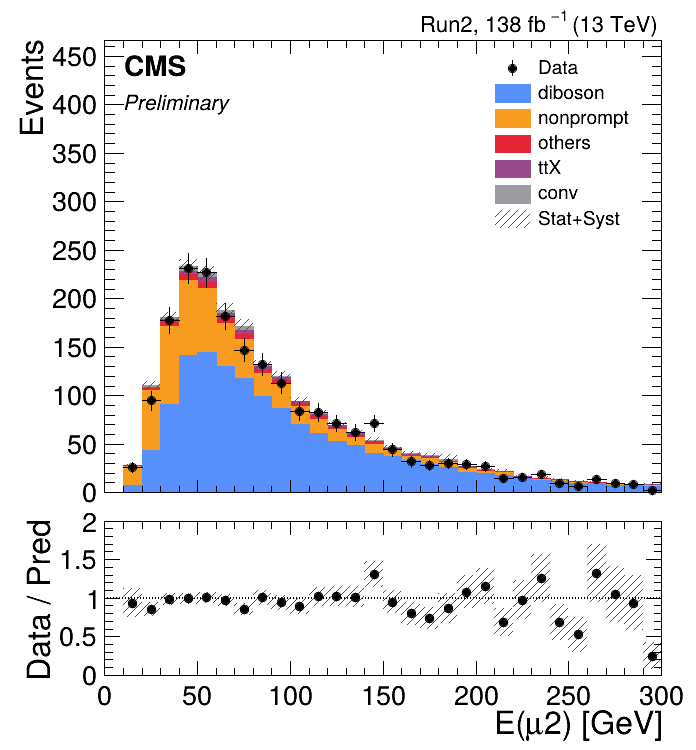 Run2, 138 fb⁻¹ (13 TeV)
Events
CMS
Preliminary
Data
diboson
nonprompt
others
ttX
conv
Stat+Syst
450
400
350
300
250
200
150
100
50
0
Data / Pred
2
1.5
1
0.5
0
0 50 100 150 200 250 300
E(μ2) [GeV]